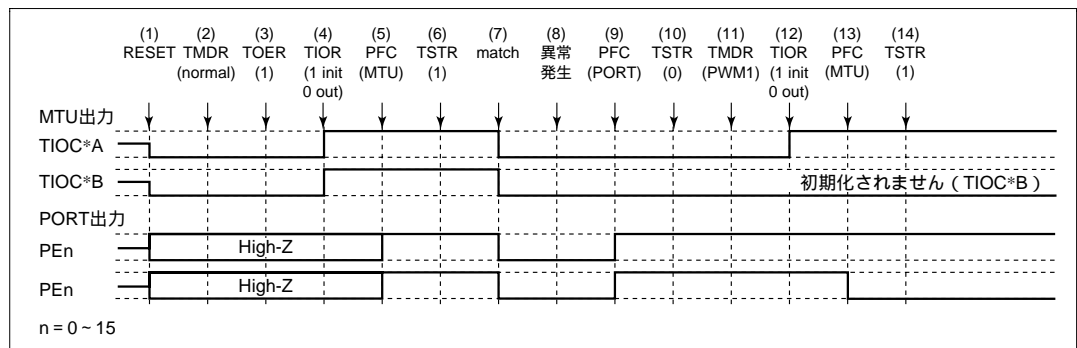 (1) (2) (3) (4) (5) (6) (7) (8) (9) (10) (11) (12) (13) (14)
RESET TMDR TOER TIOR PFC TSTR match 異常 PFC TSTR TMDR TIOR PFC TSTR
(normal) (1) (1 init (MTU) (1) 発生 (PORT) (0) (PWM1) (1 init (MTU) (1)
0 out) 0 out)
MTU出力
TIOC*A
TIOC*B 初期化されません（TIOC*B）
PORT出力
PEn High-Z
PEn High-Z
n = 0 ~ 15